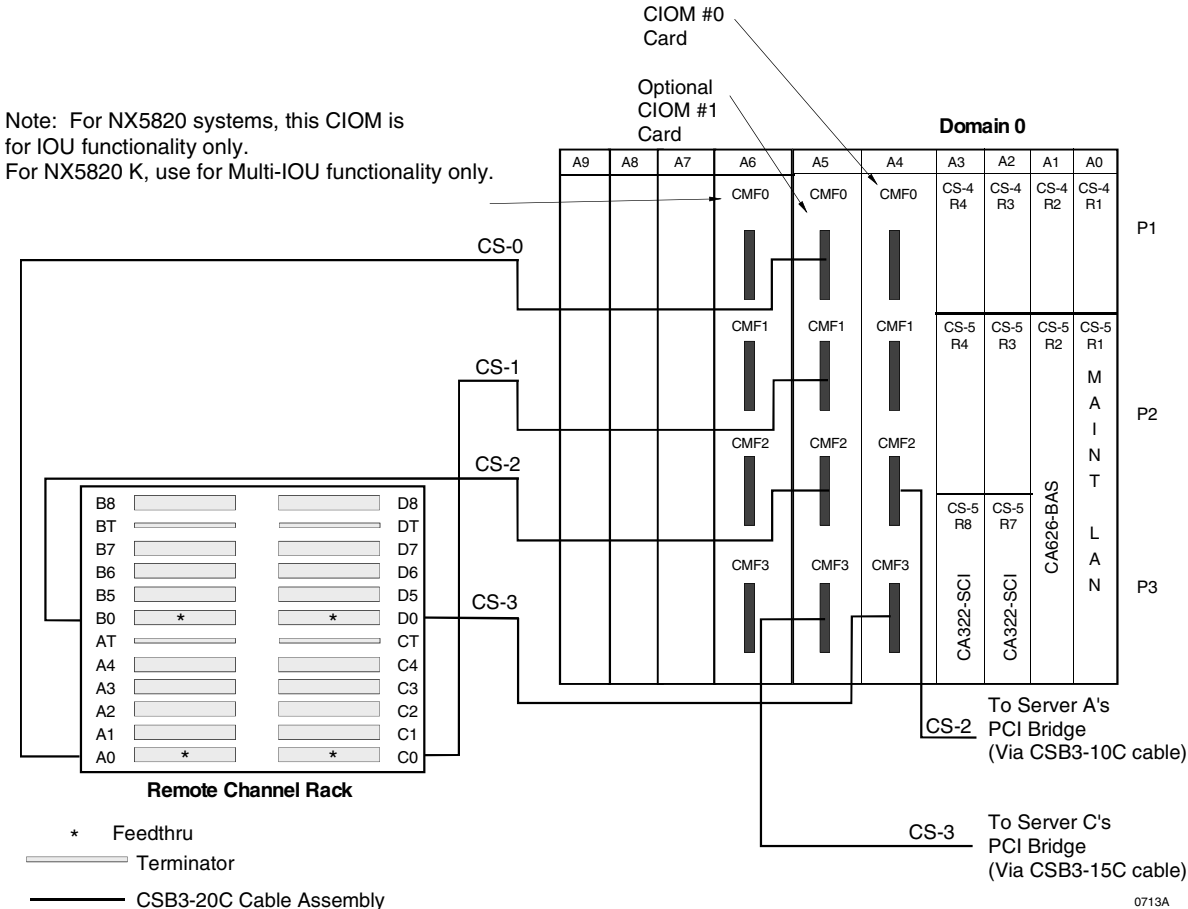 CIOM #0
Card
Optional
CIOM #1
Card
Note: For NX5820 systems, this CIOM is
for IOU functionality only.
For NX5820 K, use for Multi-IOU functionality only.
Domain 0
A9 A8 A7 A6 A5 A4 A3 A2 A1 A0
CMF0 CMF0 CMF0
CS-4 CS-4 CS-4 CS-4
R4 R3 R2 R1
P1
CS-0
CMF1 CMF1 CMF1
CS-5 CS-5 CS-5 CS-5
R4 R3 R2 R1
CS-1
P2
CMF2 CMF2 CMF2
CS-2
CS-5 CS-5
R8 R7
CA322-SCI
CA322-SCI
CA626-BAS
M
A
I
N
T
L
A
N
CMF3 CMF3 CMF3
P3
CS-3
B8 D8
BT DT
B7 D7
B6 D6
B5 D5
B0 * * D0
AT CT
A4 C4
A3 C3
A2 C2
A1 C1
A0 * * C0
Remote Channel Rack
CS-2
To Server A's
PCI Bridge
(Via CSB3-10C cable)
CS-3
To Server C's
PCI Bridge
(Via CSB3-15C cable)
* Feedthru
Terminator
CSB3-20C Cable Assembly
0713A